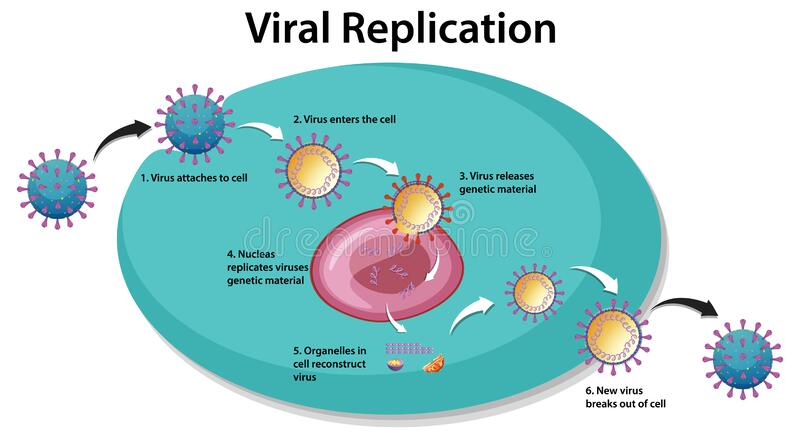 Viral Replication
2. Virus enters the cell
1. Virus attaches to cell
3. Virus releases
genetic material
4. Nucleas
replicates viruses
genetic material
5. Organelles in
cell reconstruct
virus
6. New virus
breaks out of cell
dreamstime